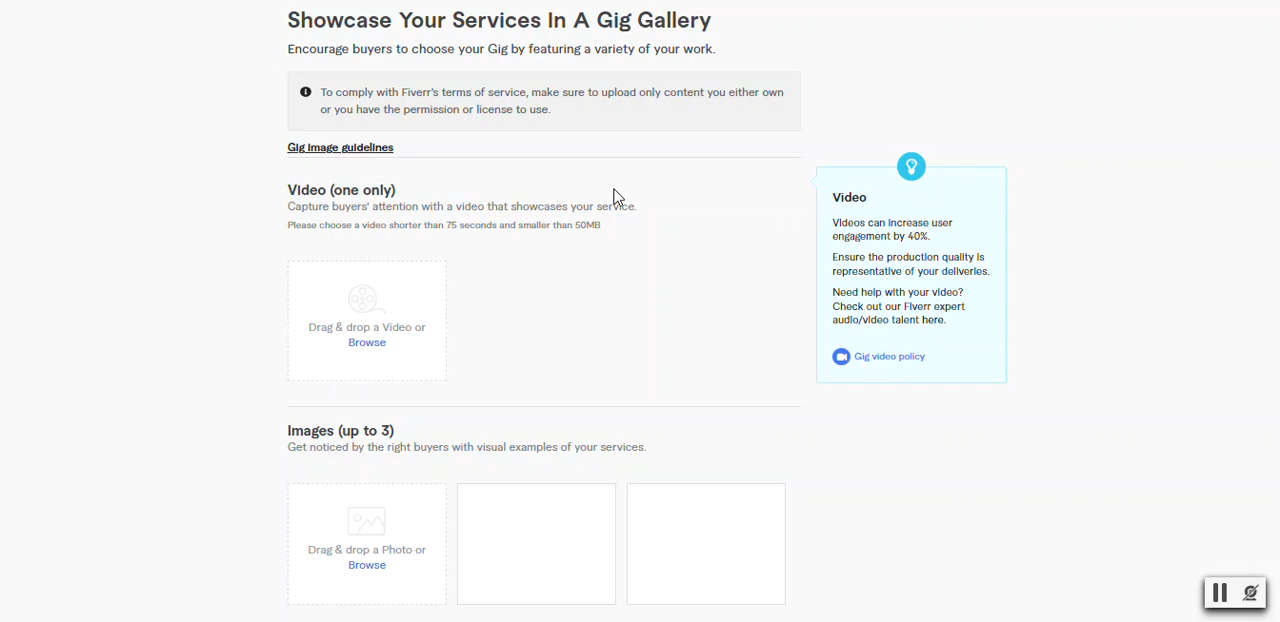 Showcase Your Services In A Gig Gallery
Encourage buyers to choose your Gig by featuring a variety of your work.
To comply with Fiverr's terms of service, make sure to upload only content you either own
or you have the permission or license to use.
Gig image guidelines
Video (one only)
Capture buyers' attention with a video that showcases your service.
Please choose a video shorter than 75 seconds and smaller than 50MB
Drag & drop a Video or
Browse
Video
Videos can increase user
engagement by 40%.
Ensure the production quality is
representative of your deliveries.
Need help with your video?
Check out our Fiverr expert
audio/video talent here.
Gig video policy
Images (up to 3)
Get noticed by the right buyers with visual examples of your services.
Drag & drop a Photo or
Browse